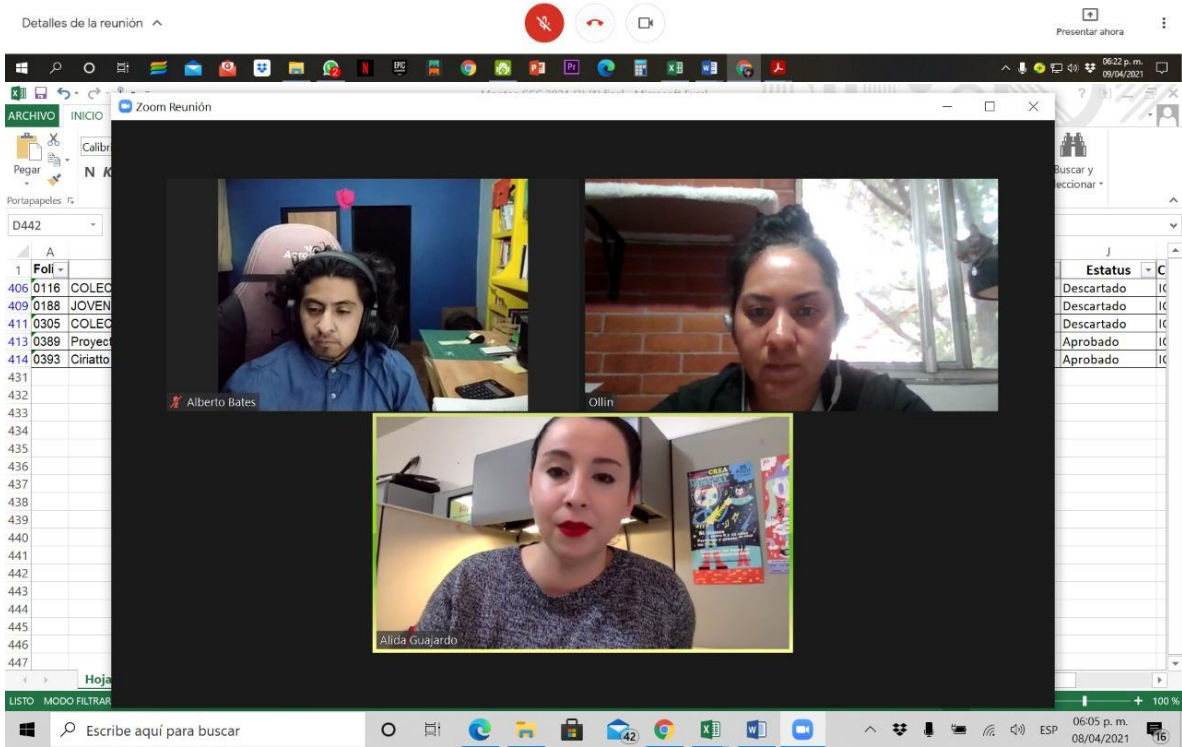 Detalles de la reunión
Presentar ahora
06:22 p. m.
09/04/2021
ARCHIVO INICIO
Zoom Reunión
Pegar
Calibri
N K
Portapapeles
Buscar y
D442
A
J
1 Folio Estatus C
406 0116 COLEC Descartado
409 0188 JOVEN Descartado
411 0305 COLEC Descartado
413 0389 Proyect Aprobado
414 0393 Ciriatto Aprobado
431
432
433
434
435
436
437
438
439
440
441
442
443
444
445
446
447
Alberto Bates
Ollin
CREA
MUSICAL
Alida Guajardo
Hoja
LISTO MODO FILTRAR
100 %
Escribe aquí para buscar
42
ESP
06:05 p. m.
08/04/2021
16